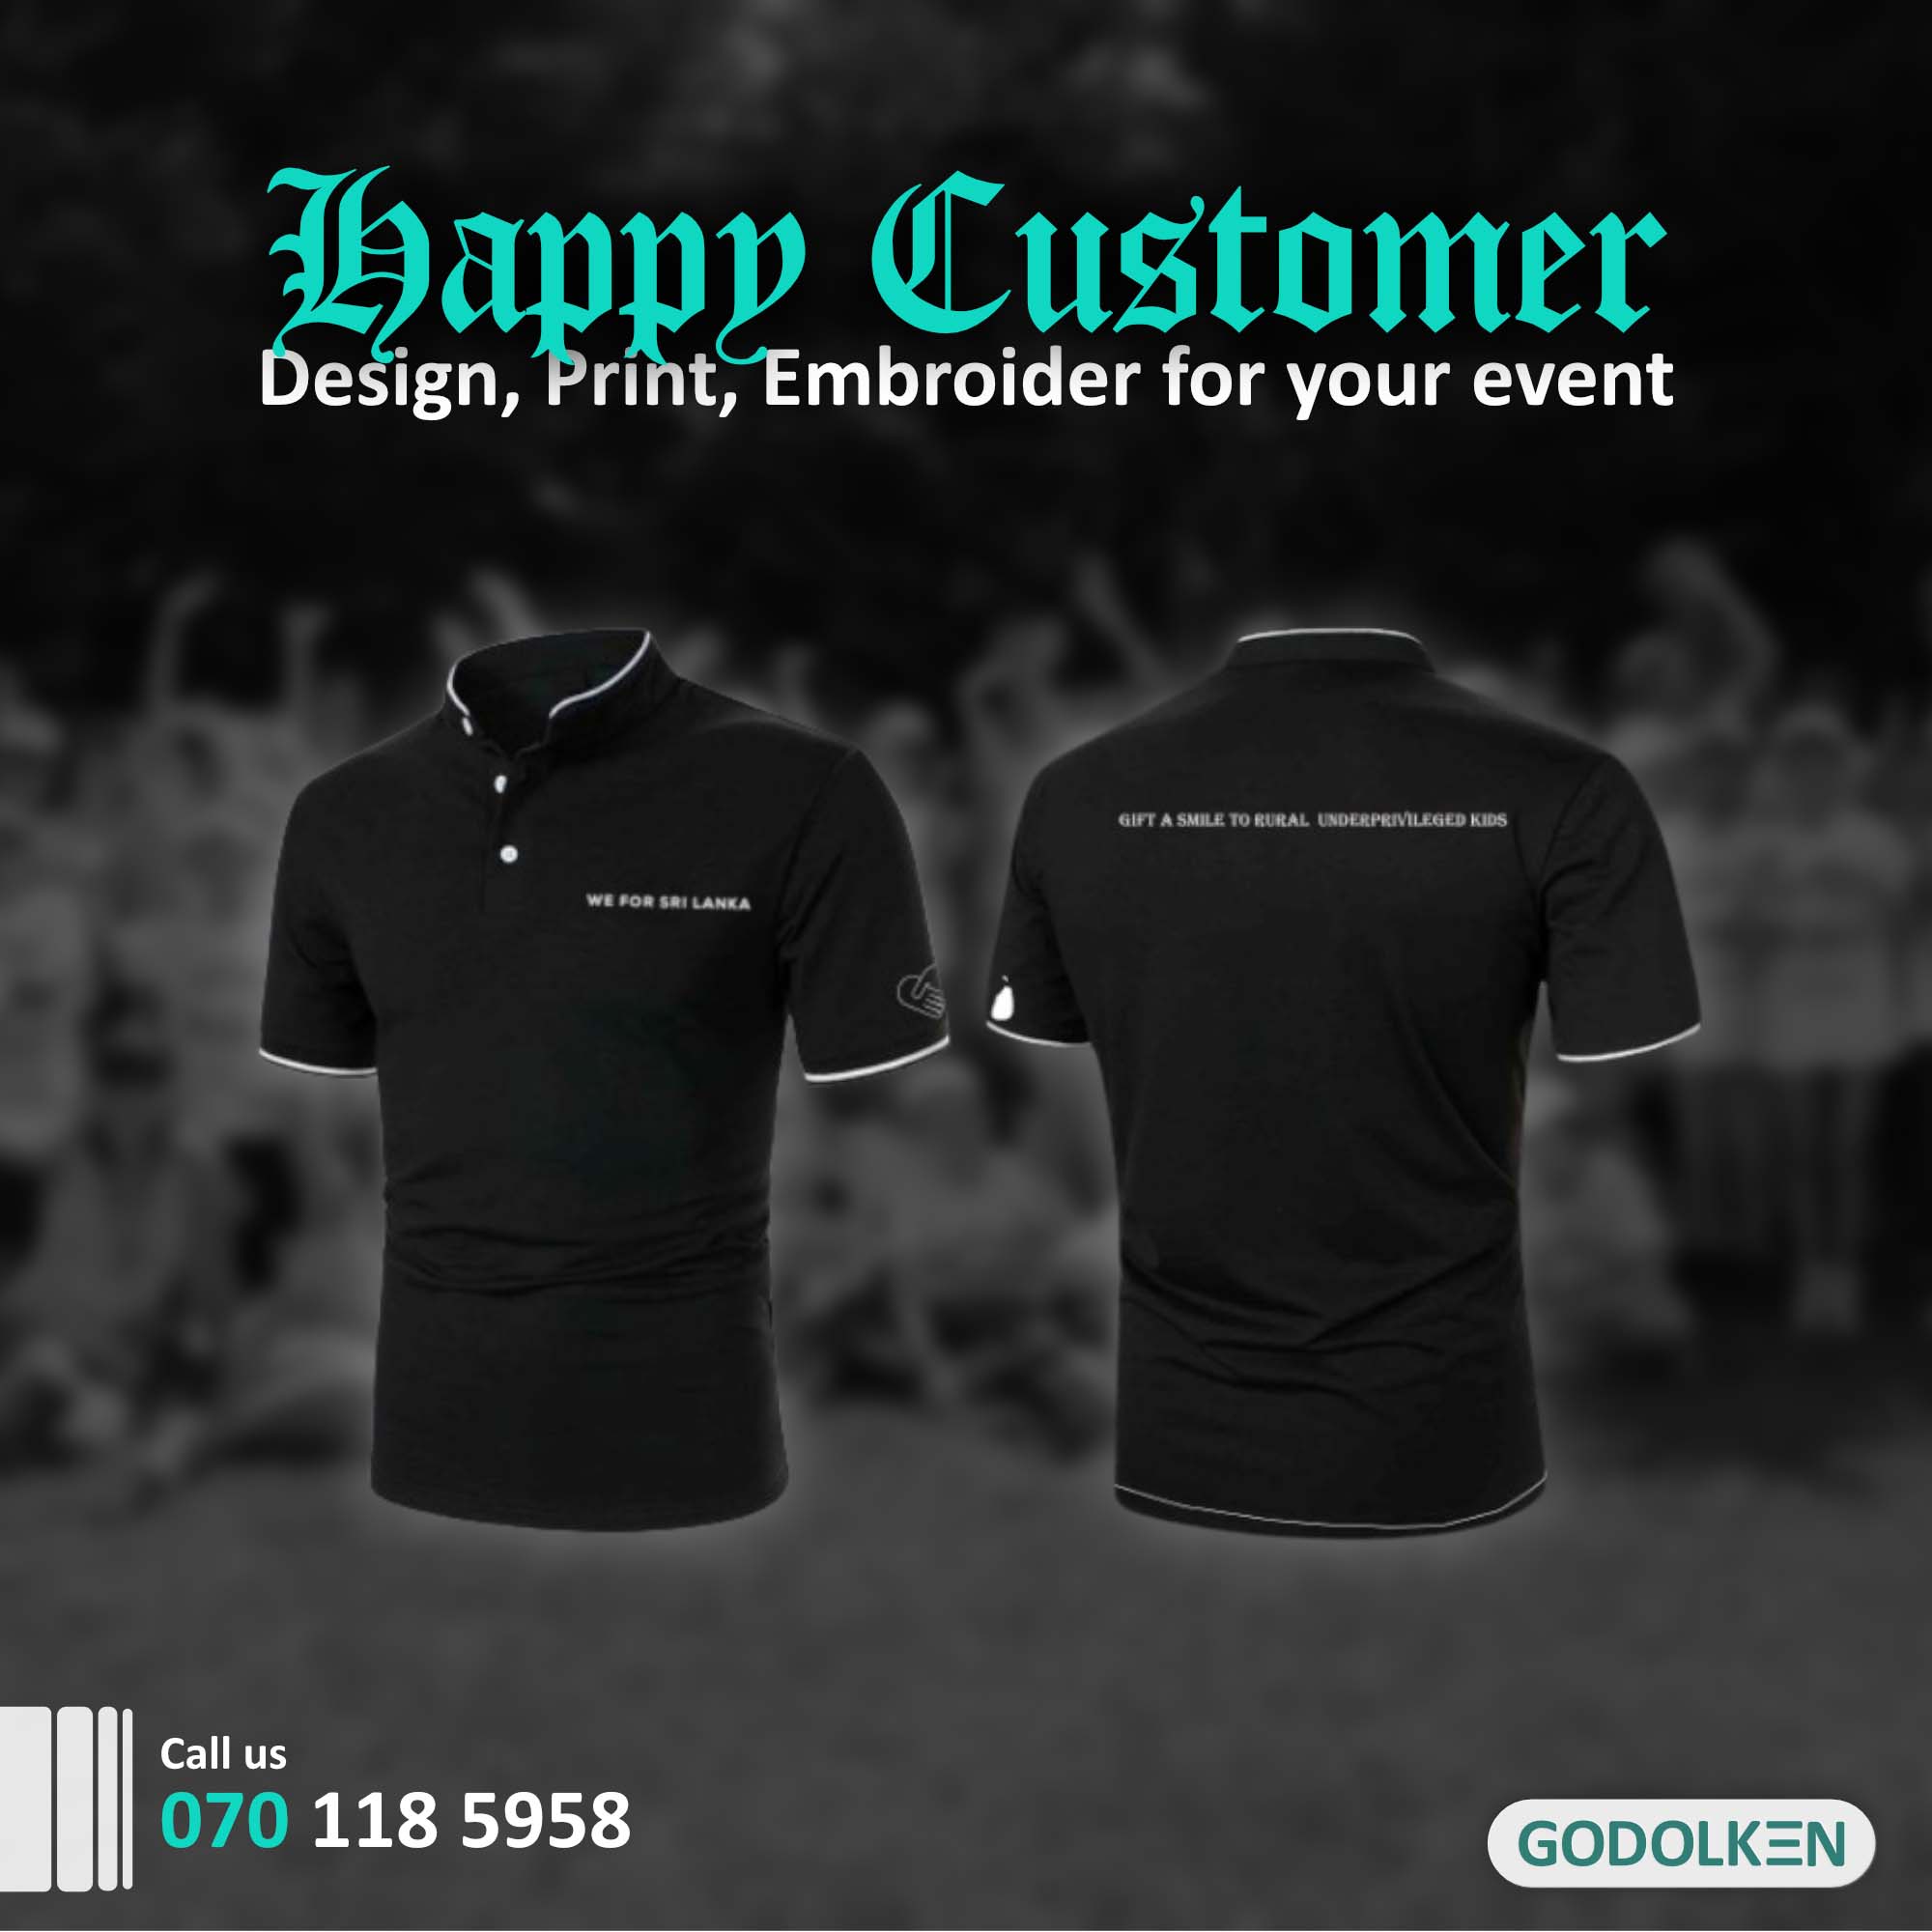 Happy Customer
Design, Print, Embroider for your event
WE FOR SRI LANKA
GIFT A SMILE TO RURAL UNDERPRIVILEGED KIDS
Call us
070 118 5958
GODOLKEN